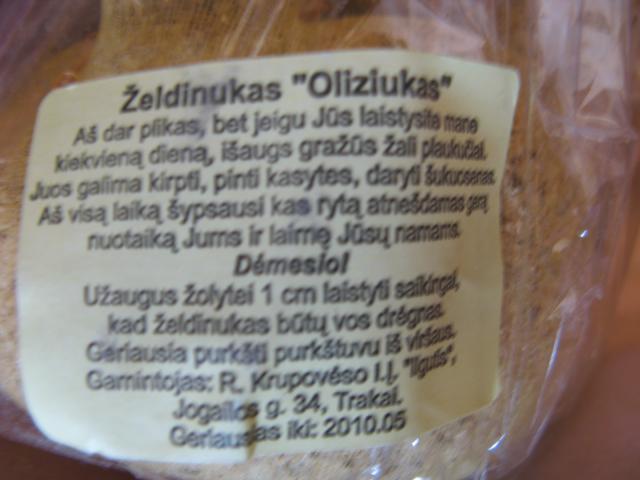 Želdinukas "Oliziukas"
Aš dar plikas, bet jeigu Jūs laistysite mane
kiekvieną dieną, išaugs gražūs žali plaukučiai.
Juos galima kirpti, pinti kasytes, daryti šukuosenas.
Aš visą laiką šypsausi kas rytą atnešdamas gerą
nuotaiką Jums ir laimę Jūsų namams.
Dėmesio!
Užaugus žolytei 1 cm laistyti saikingai,
kad želdinukas būtų vos drėgnas.
Geriausia purkšti purkštuvu iš viršaus.
Gamintojas: R. Krupovėso I.Į. "Ilgutis",
Jogailos g. 34, Trakai.
Geriausias iki: 2010.05